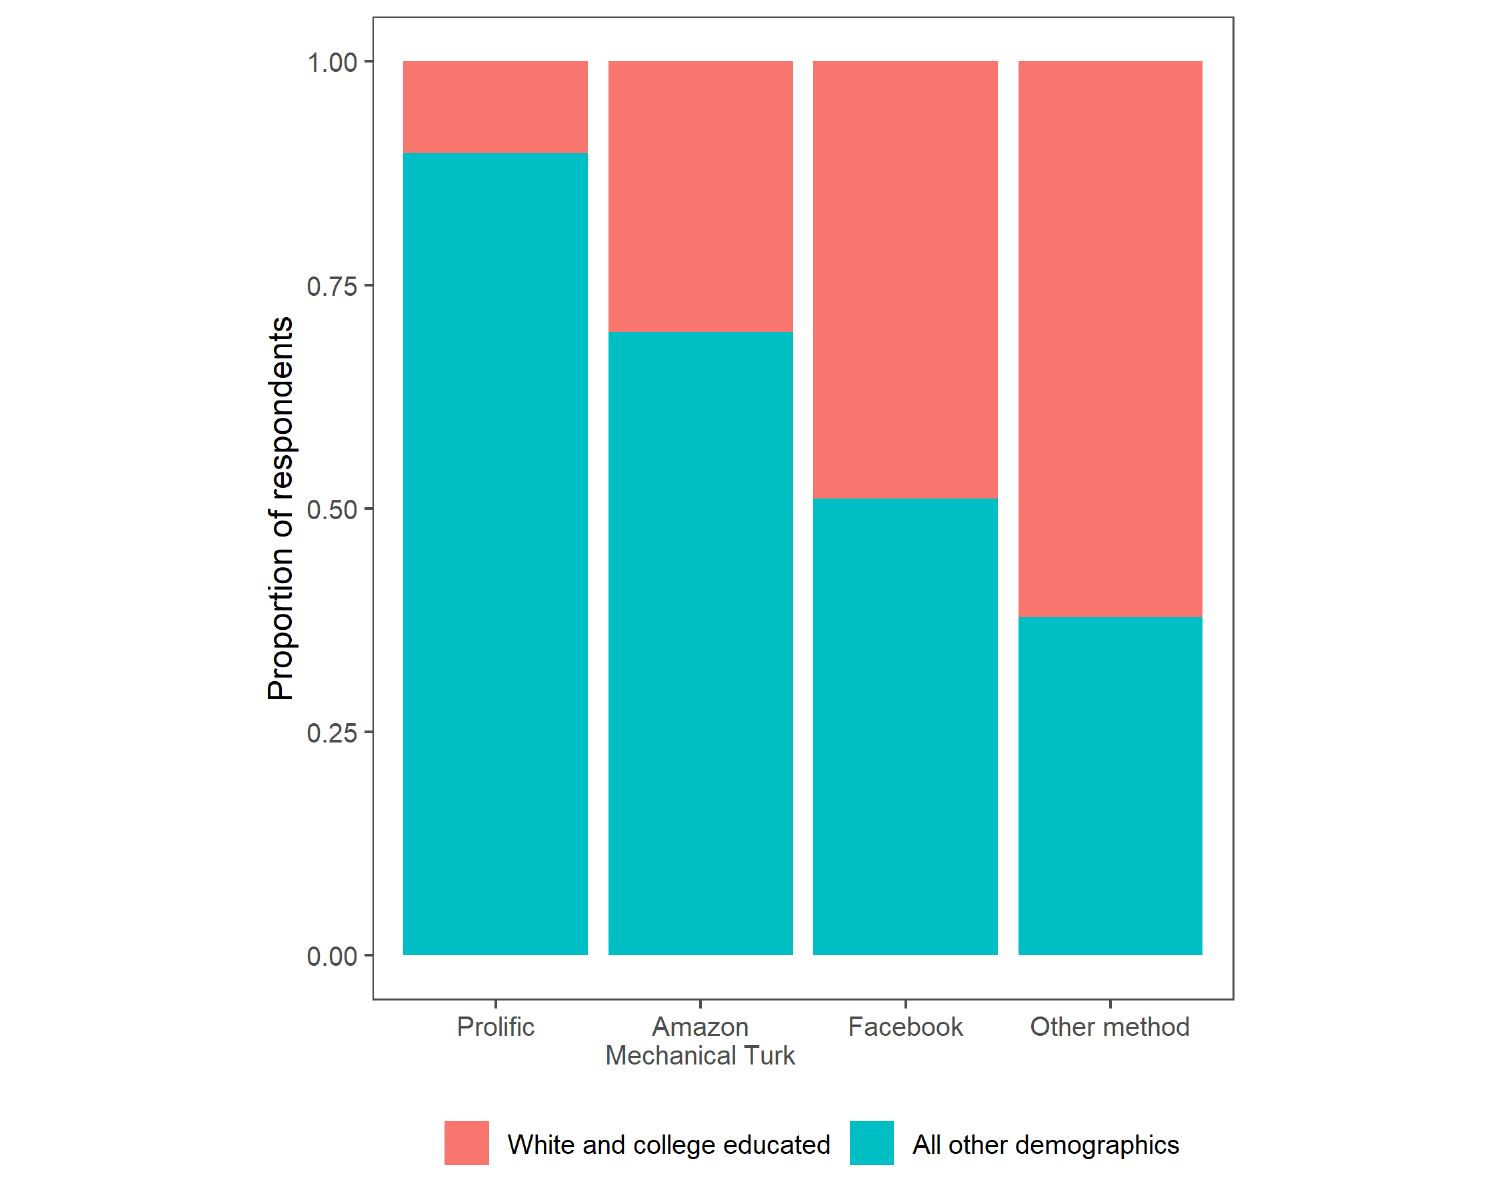 Proportion of respondents
1.00
0.75
0.50
0.25
0.00
Prolific
Amazon
Mechanical Turk
Facebook
Other method
White and college educated
All other demographics